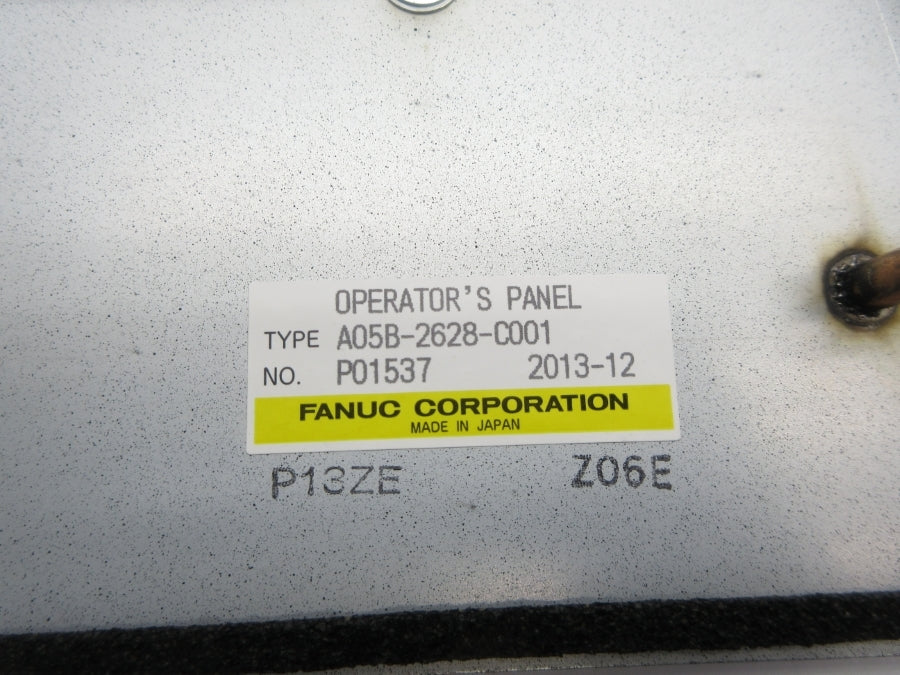 OPERATOR'S PANEL
TYPE A05B-2628-C001
NO. P01537 2013-12
FANUC CORPORATION
MADE IN JAPAN
P13ZE Z06E